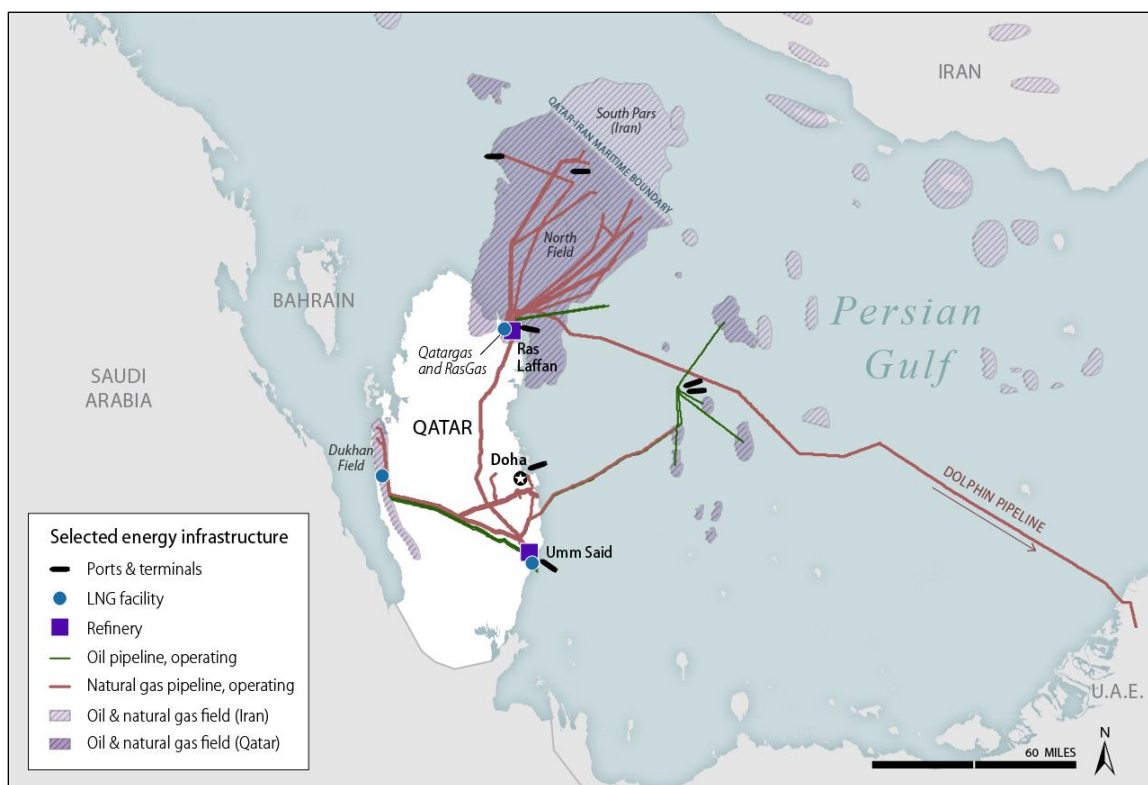 IRAN
South Pars
(Iran)
QATAR-IRAN MARITIME BOUNDARY
North
Field
BAHRAIN
Persian
Gulf
Qatargas
and RasGas
Ras
Laffan
SAUDI
ARABIA
QATAR
Dukhan
Field
Doha
DOLPHIN PIPELINE
Umm Said
U.A.E.
Selected energy infrastructure
Ports & terminals
LNG facility
Refinery
Oil pipeline, operating
Natural gas pipeline, operating
Oil & natural gas field (Iran)
Oil & natural gas field (Qatar)
60 MILES
N